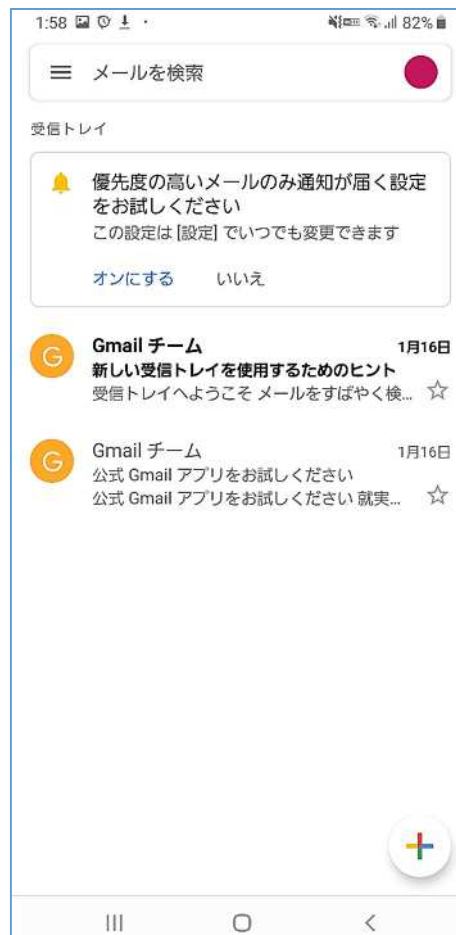 1:58 82%
メールを検索
受信トレイ
優先度の高いメールのみ通知が届く設定
をお試しください
この設定は [設定] でいつでも変更できます
オンにする いいえ
G Gmail チーム 1月16日
新しい受信トレイを使用するためのヒント
受信トレイへようこそ メールをすばやく検...
G Gmail チーム 1月16日
公式 Gmail アプリをお試しください
公式 Gmail アプリをお試しください 就実...